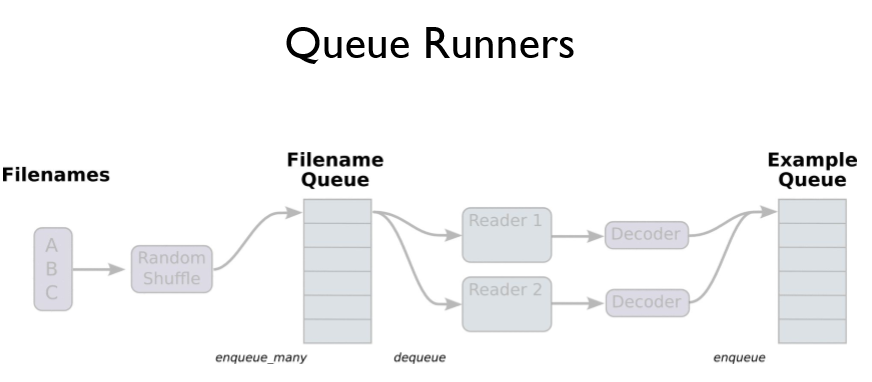 Queue Runners
Filenames
Filename
Queue
Example
Queue
A
B
C
Random
Shuffle
Reader 1
Decoder
Reader 2
Decoder
enqueue_many
dequeue
enqueue